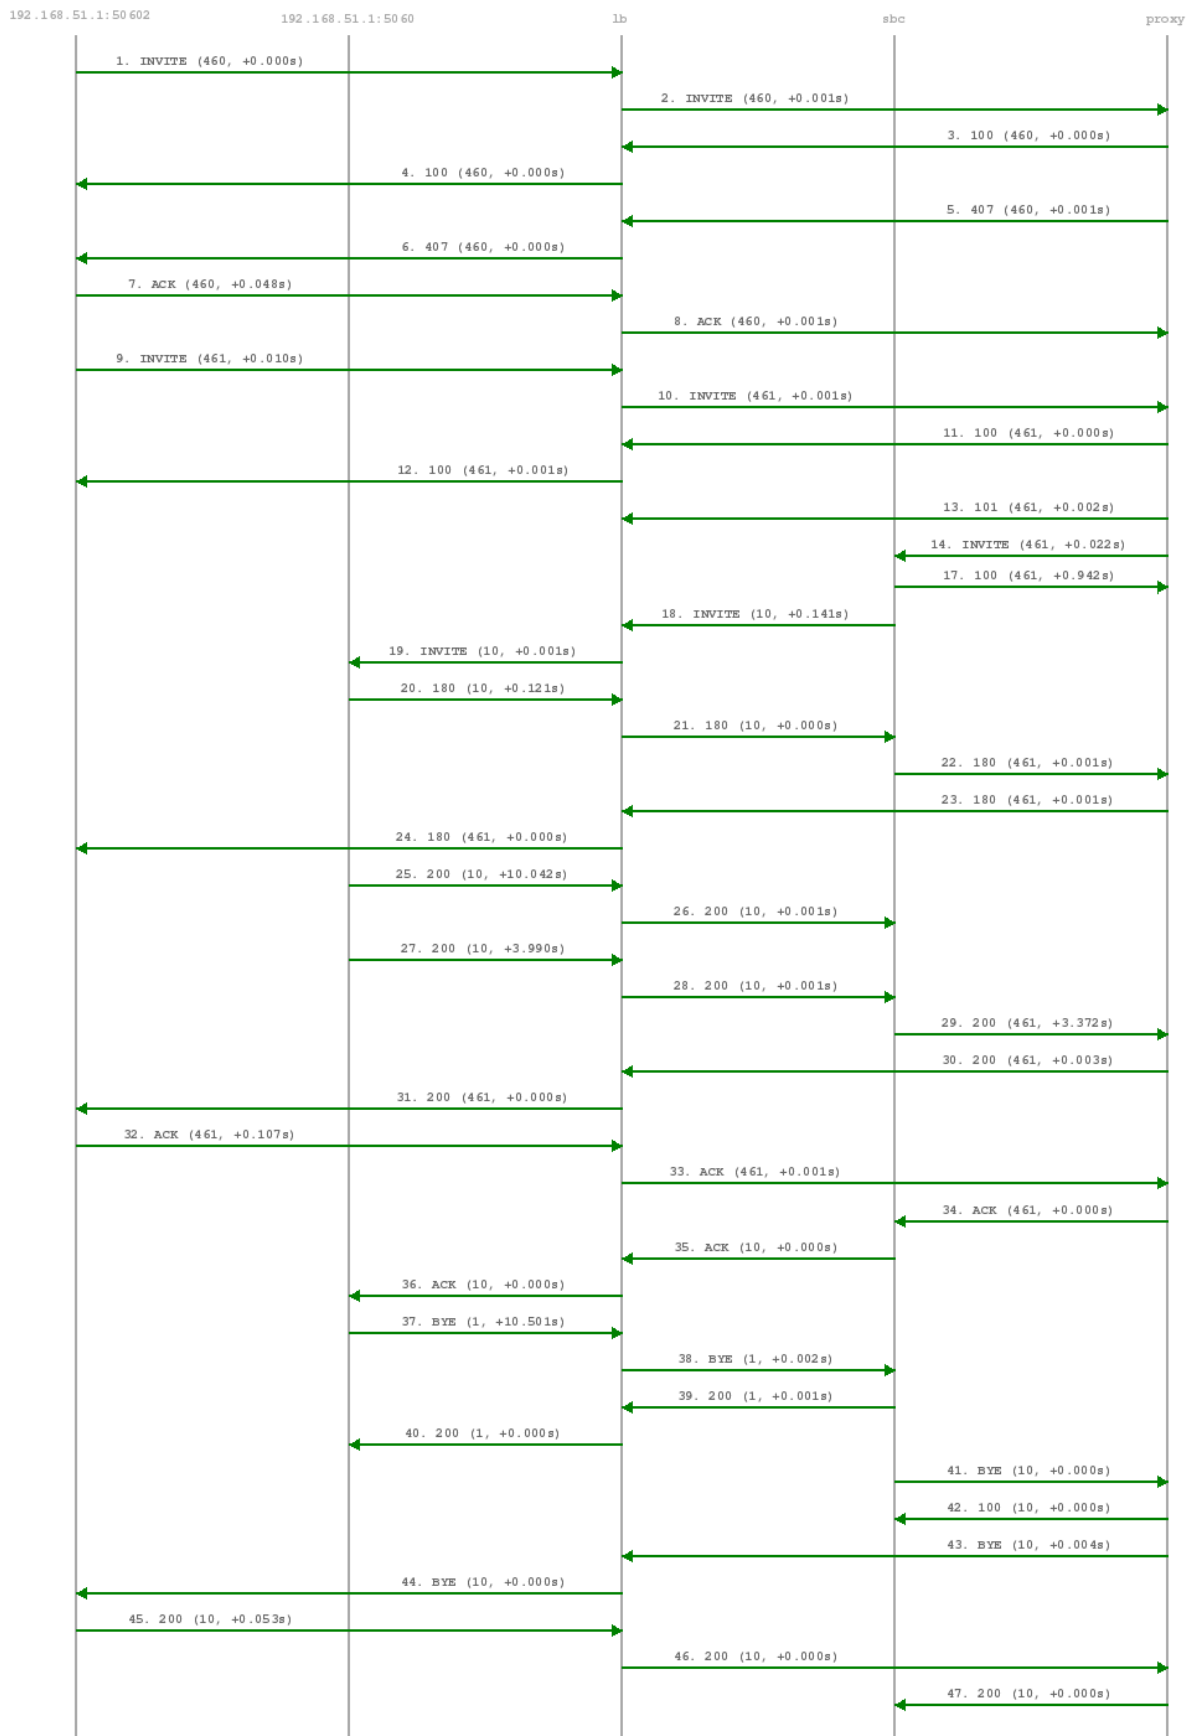 192.168.51.1:50602
192.168.51.1:5060
lb
sbc
proxy
1. INVITE (460, +0.000s)
2. INVITE (460, +0.001s)
3. 100 (460, +0.000s)
4. 100 (460, +0.000s)
5. 407 (460, +0.001s)
6. 407 (460, +0.000s)
7. ACK (460, +0.048s)
8. ACK (460, +0.001s)
9. INVITE (461, +0.010s)
10. INVITE (461, +0.001s)
11. 100 (461, +0.000s)
12. 100 (461, +0.001s)
13. 101 (461, +0.002s)
14. INVITE (461, +0.022s)
17. 100 (461, +0.942s)
18. INVITE (10, +0.141s)
19. INVITE (10, +0.001s)
20. 180 (10, +0.121s)
21. 180 (10, +0.000s)
22. 180 (461, +0.001s)
23. 180 (461, +0.001s)
24. 180 (461, +0.000s)
25. 200 (10, +10.042s)
26. 200 (10, +0.001s)
27. 200 (10, +3.990s)
28. 200 (10, +0.001s)
29. 200 (461, +3.372s)
30. 200 (461, +0.003s)
31. 200 (461, +0.000s)
32. ACK (461, +0.107s)
33. ACK (461, +0.001s)
34. ACK (461, +0.000s)
35. ACK (10, +0.000s)
36. ACK (10, +0.000s)
37. BYE (1, +10.501s)
38. BYE (1, +0.002s)
39. 200 (1, +0.001s)
40. 200 (1, +0.000s)
41. BYE (10, +0.000s)
42. 100 (10, +0.000s)
43. BYE (10, +0.004s)
44. BYE (10, +0.000s)
45. 200 (10, +0.053s)
46. 200 (10, +0.000s)
47. 200 (10, +0.000s)